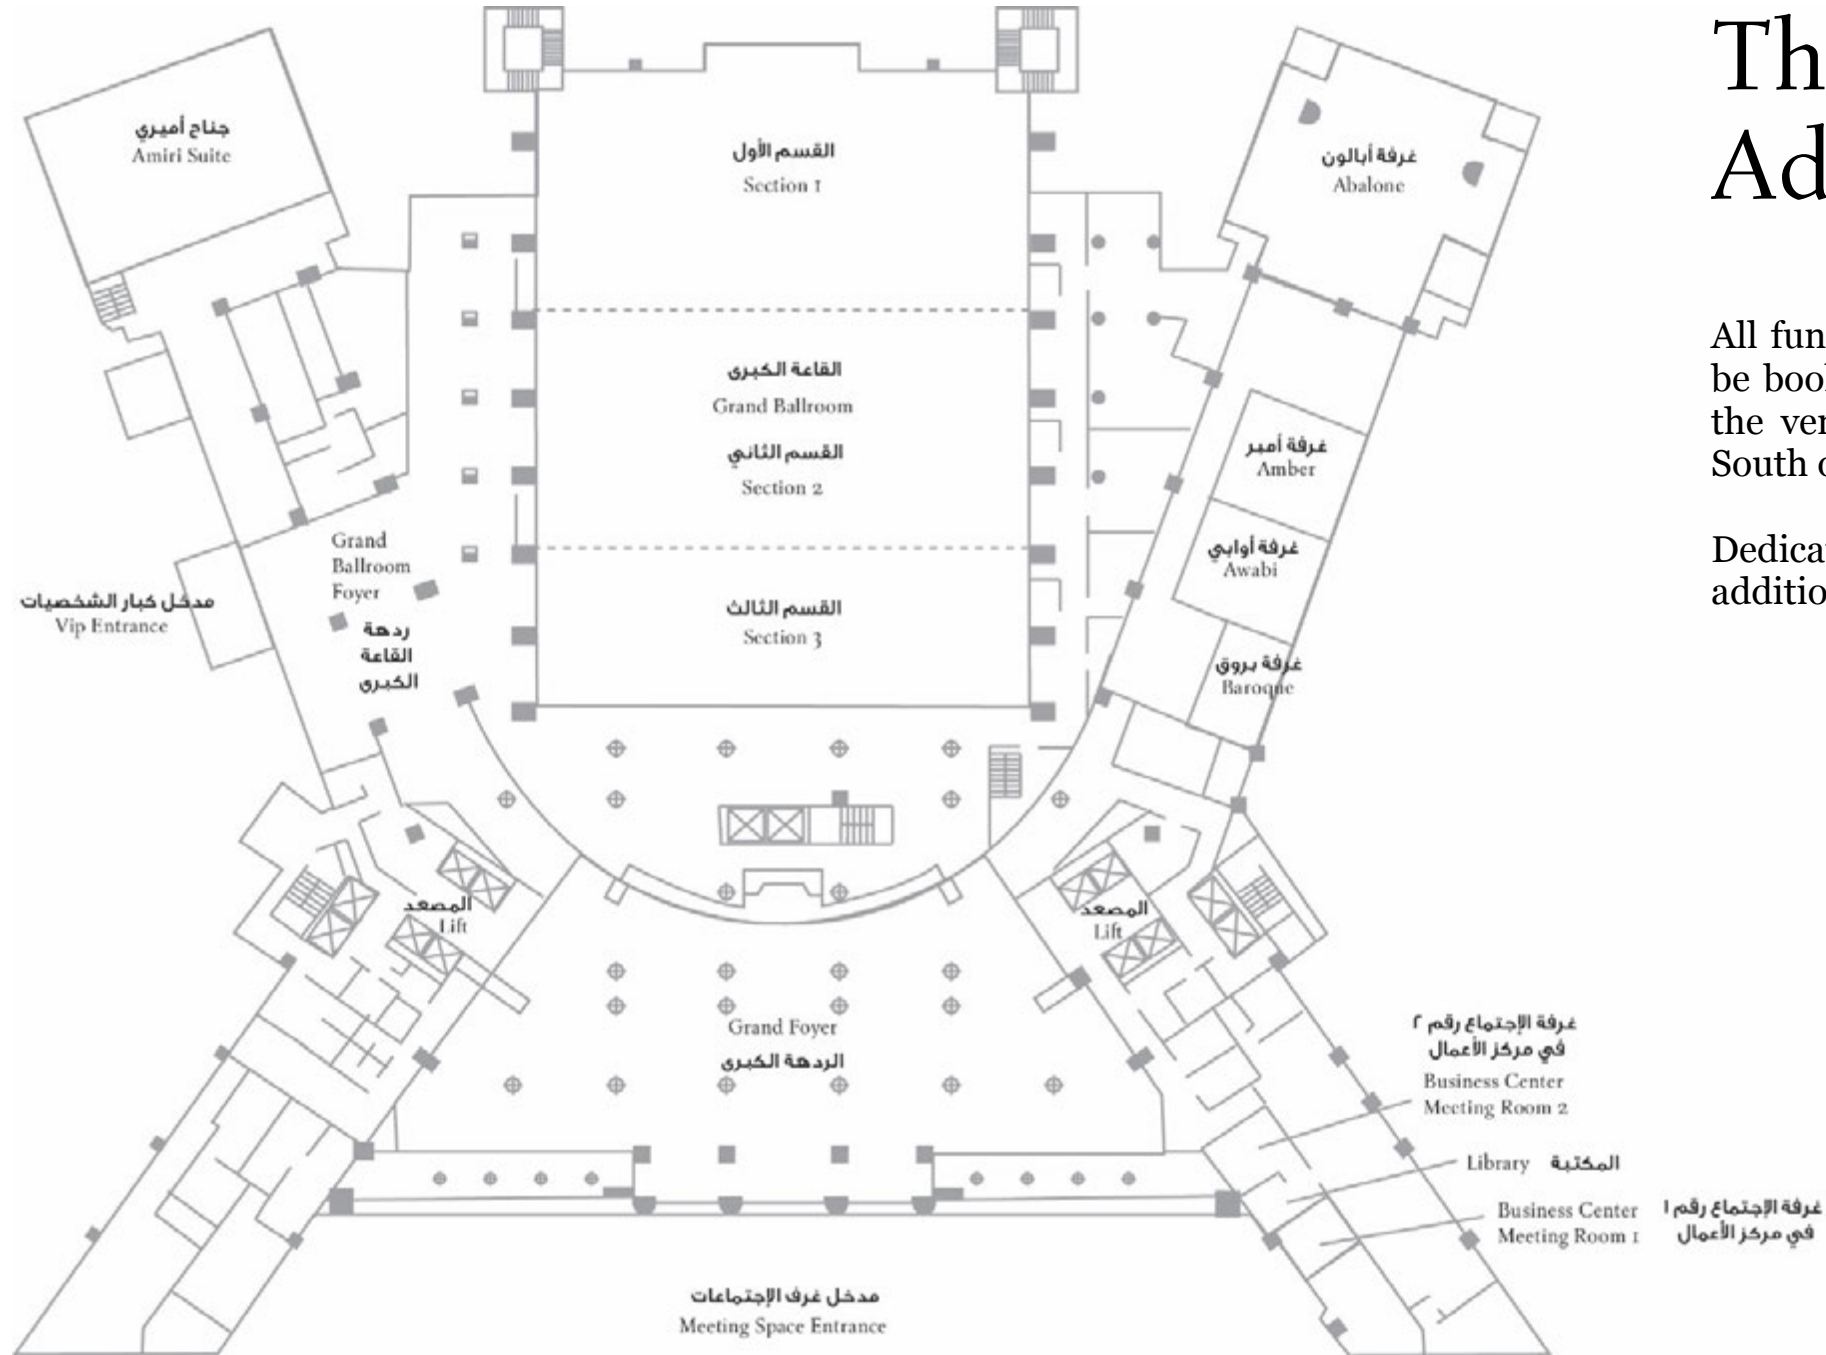 جناح أميري
Amiri Suite
القسم الأول
Section 1
غرفة أبالون
Abalone
القاعة الكبرى
Grand Ballroom
القسم الثاني
Section 2
القسم الثالث
Section 3
غرفة أمبر
Amber
غرفة أوابي
Awabi
غرفة بروق
Baroque
Grand
Ballroom
Foyer
ردهة
القاعة
الكبرى
مدخل كبار الشخصيات
Vip Entrance
المصعد
Lift
المصعد
Lift
Grand Foyer
الردهة الكبرى
غرفة الإجتماع رقم ٢
في مركز الأعمال
Business Center
Meeting Room 2
Library المكتبة
Business Center
Meeting Room 1
غرفة الإجتماع رقم ١
في مركز الأعمال
مدخل غرف الإجتماعات
Meeting Space Entrance
Th
Ad
All fun
be boo
the ver
South o
Dedica
additio